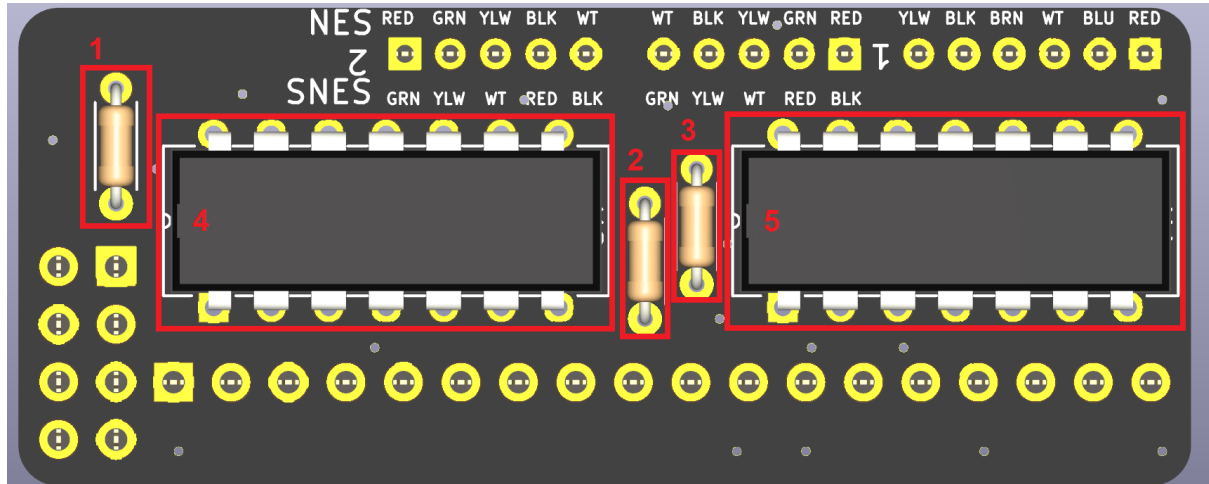 NES RED GRN YLW BLK WT WT BLK YLW GRN RED YLW BLK BRN WT BLU RED
1
2 1
SNES GRN YLW WT RED BLK GRN YLW WT RED BLK
3
2
4 5